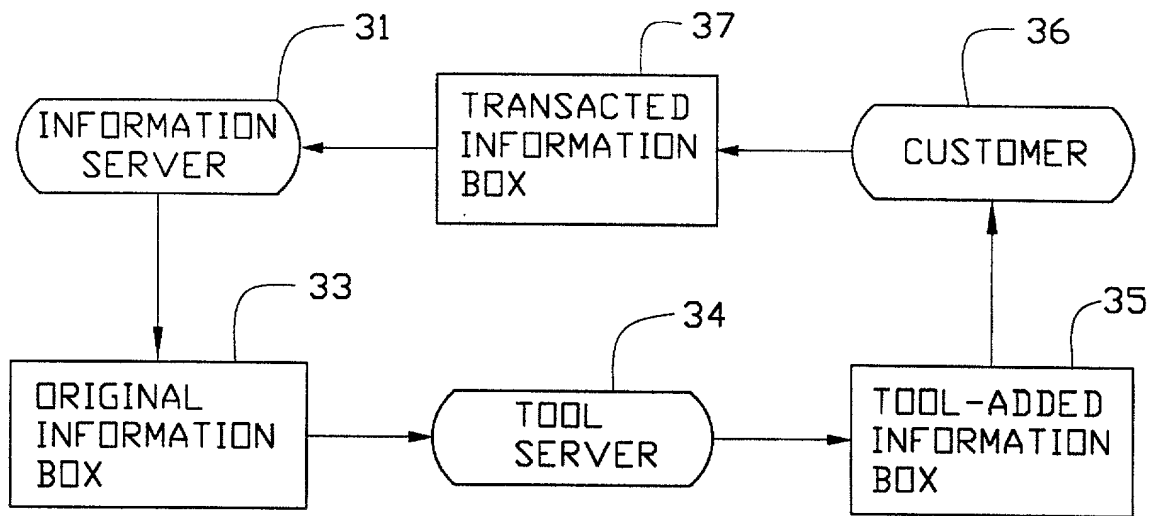 31
37
36
INFORMATION
SERVER
TRANSACTED
INFORMATION
BOX
CUSTOMER
33
34
35
ORIGINAL
INFORMATION
BOX
TOOL
SERVER
TOOL-ADDED
INFORMATION
BOX